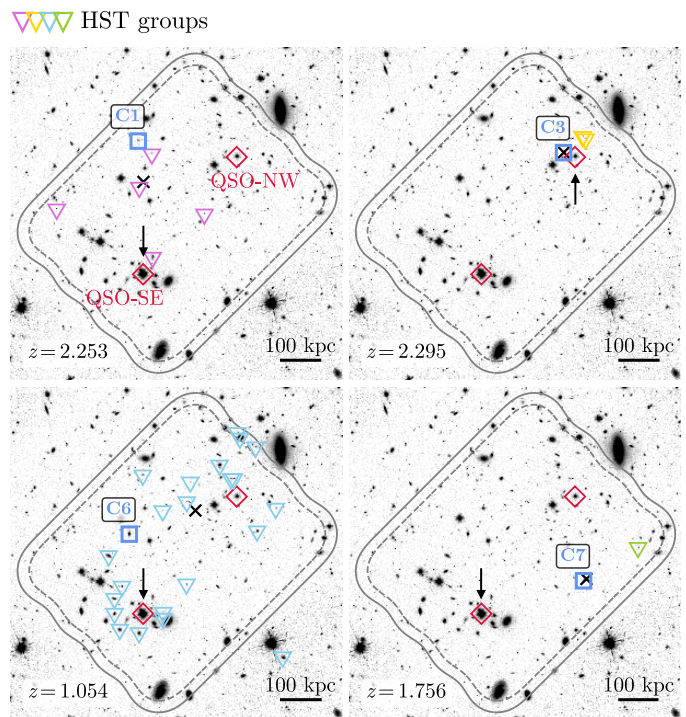 HST groups
C1
QSO-NW
QSO-SE
z = 2.253
100 kpc
C3
z = 2.295
100 kpc
C6
z = 1.054
100 kpc
C7
z = 1.756
100 kpc